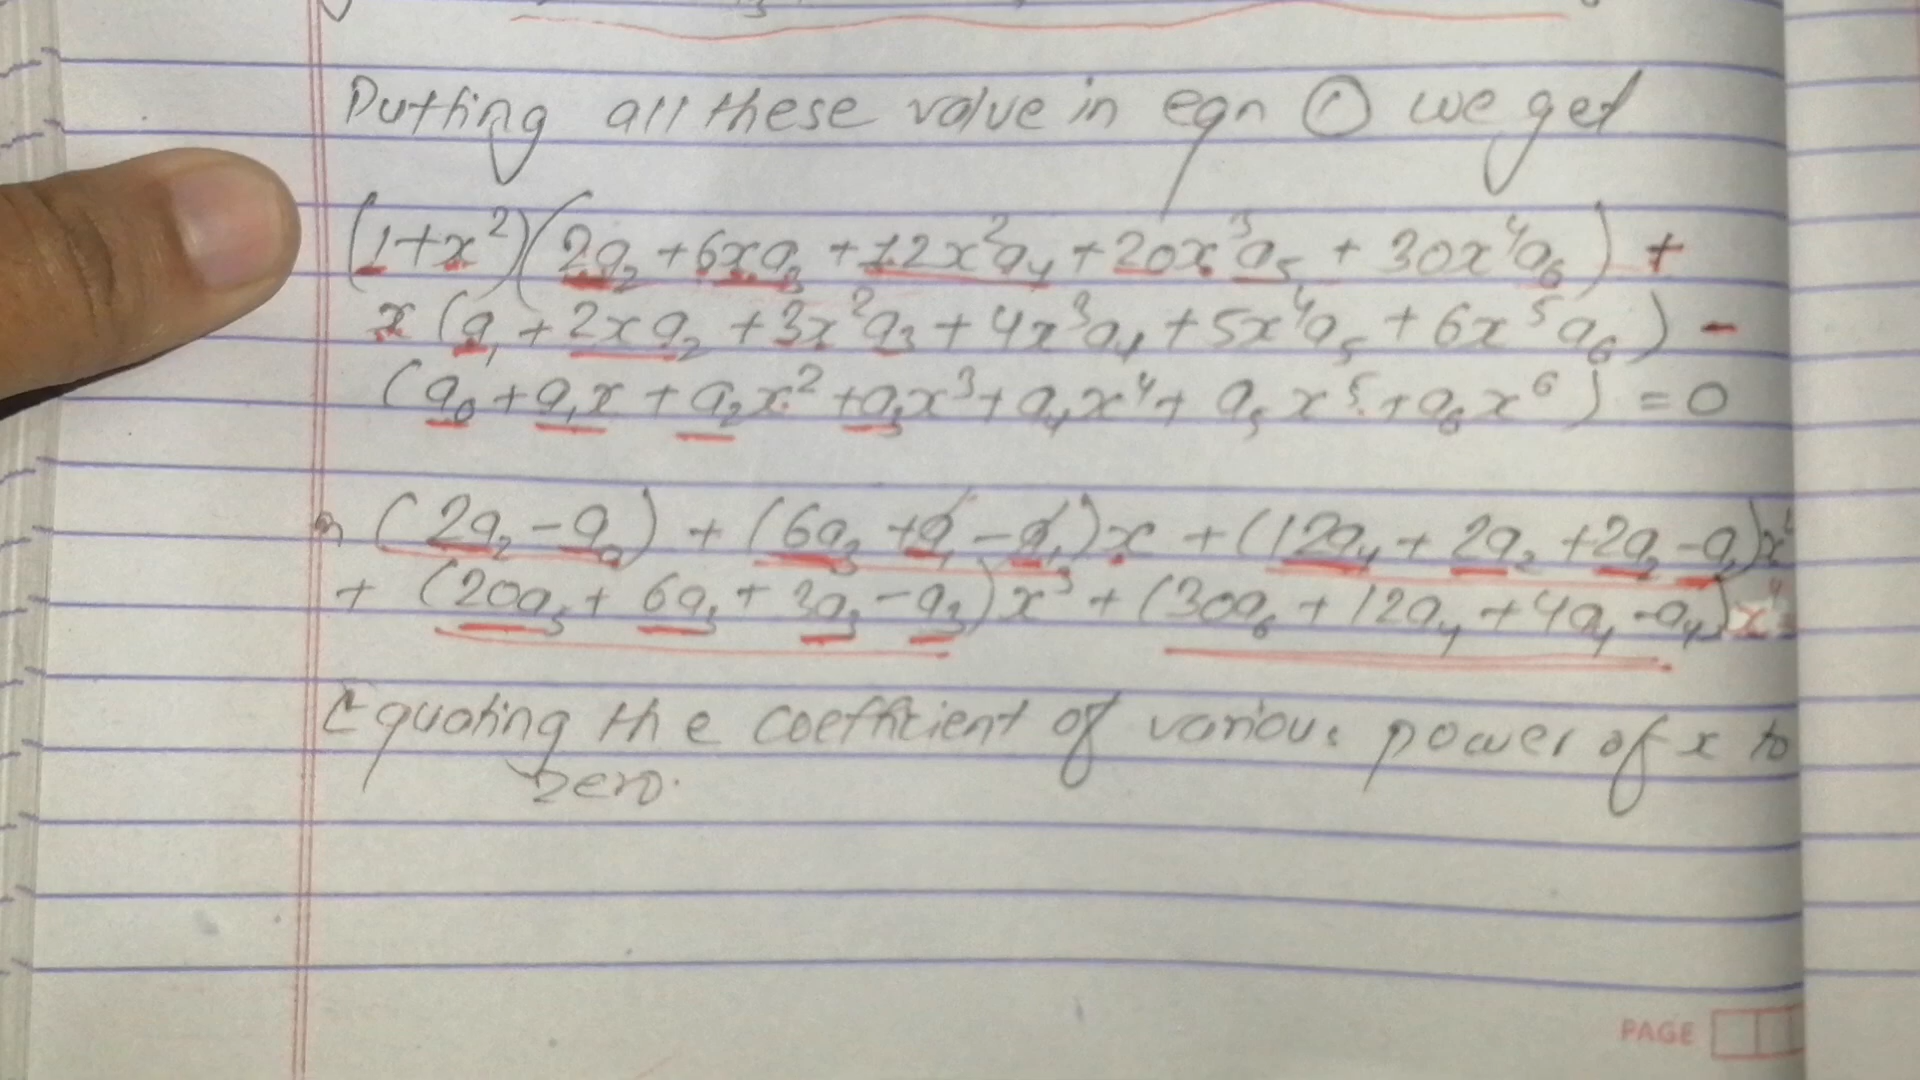 Putting all these value in eqn ① we get
(1+x²)(2a₂+6xa₃+12x²a₄+20x³a₅+30x⁴a₆)+
x(a₁+2xa₂+3x²a₃+4x³a₄+5x⁴a₅+6x⁵a₆)-
(a₀+a₁x+a₂x²+a₃x³+a₄x⁴+a₅x⁵+a₆x⁶)=0
(2a₂-a₀)+(6a₃+a₁-a₁)x+(12a₄+2a₂+2a₂-a₂)x²
+(20a₅+6a₃+3a₃-a₃)x³+(30a₆+12a₄+4a₄-a₄)x⁴=
Equating the coefficient of various power of x to
zero.
PAGE